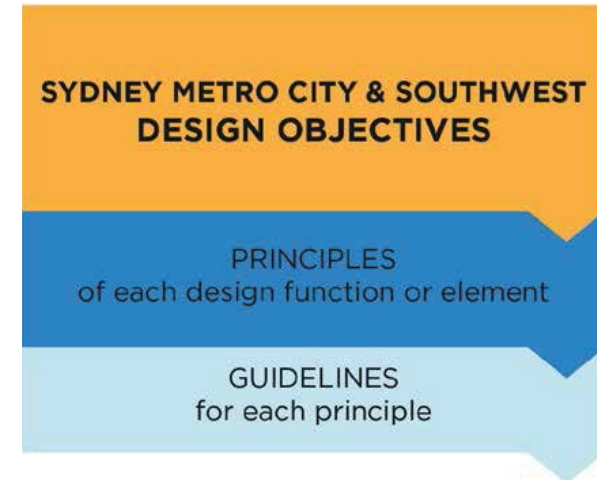 SYDNEY METRO CITY & SOUTHWEST
DESIGN OBJECTIVES
PRINCIPLES
of each design function or element
GUIDELINES
for each principle